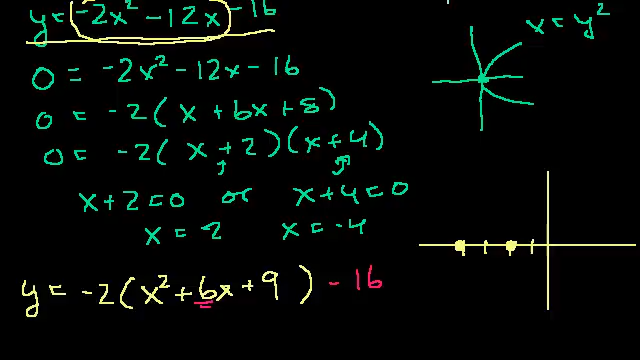 y = -2x² - 12x - 16
x = y²
0 = -2x² - 12x - 16
0 = -2(x + 6x + 8)
0 = -2(x + 2)(x + 4)
x + 2 = 0 or x + 4 = 0
x = 2 x = -4
y = -2(x² + 6x + 9) - 16